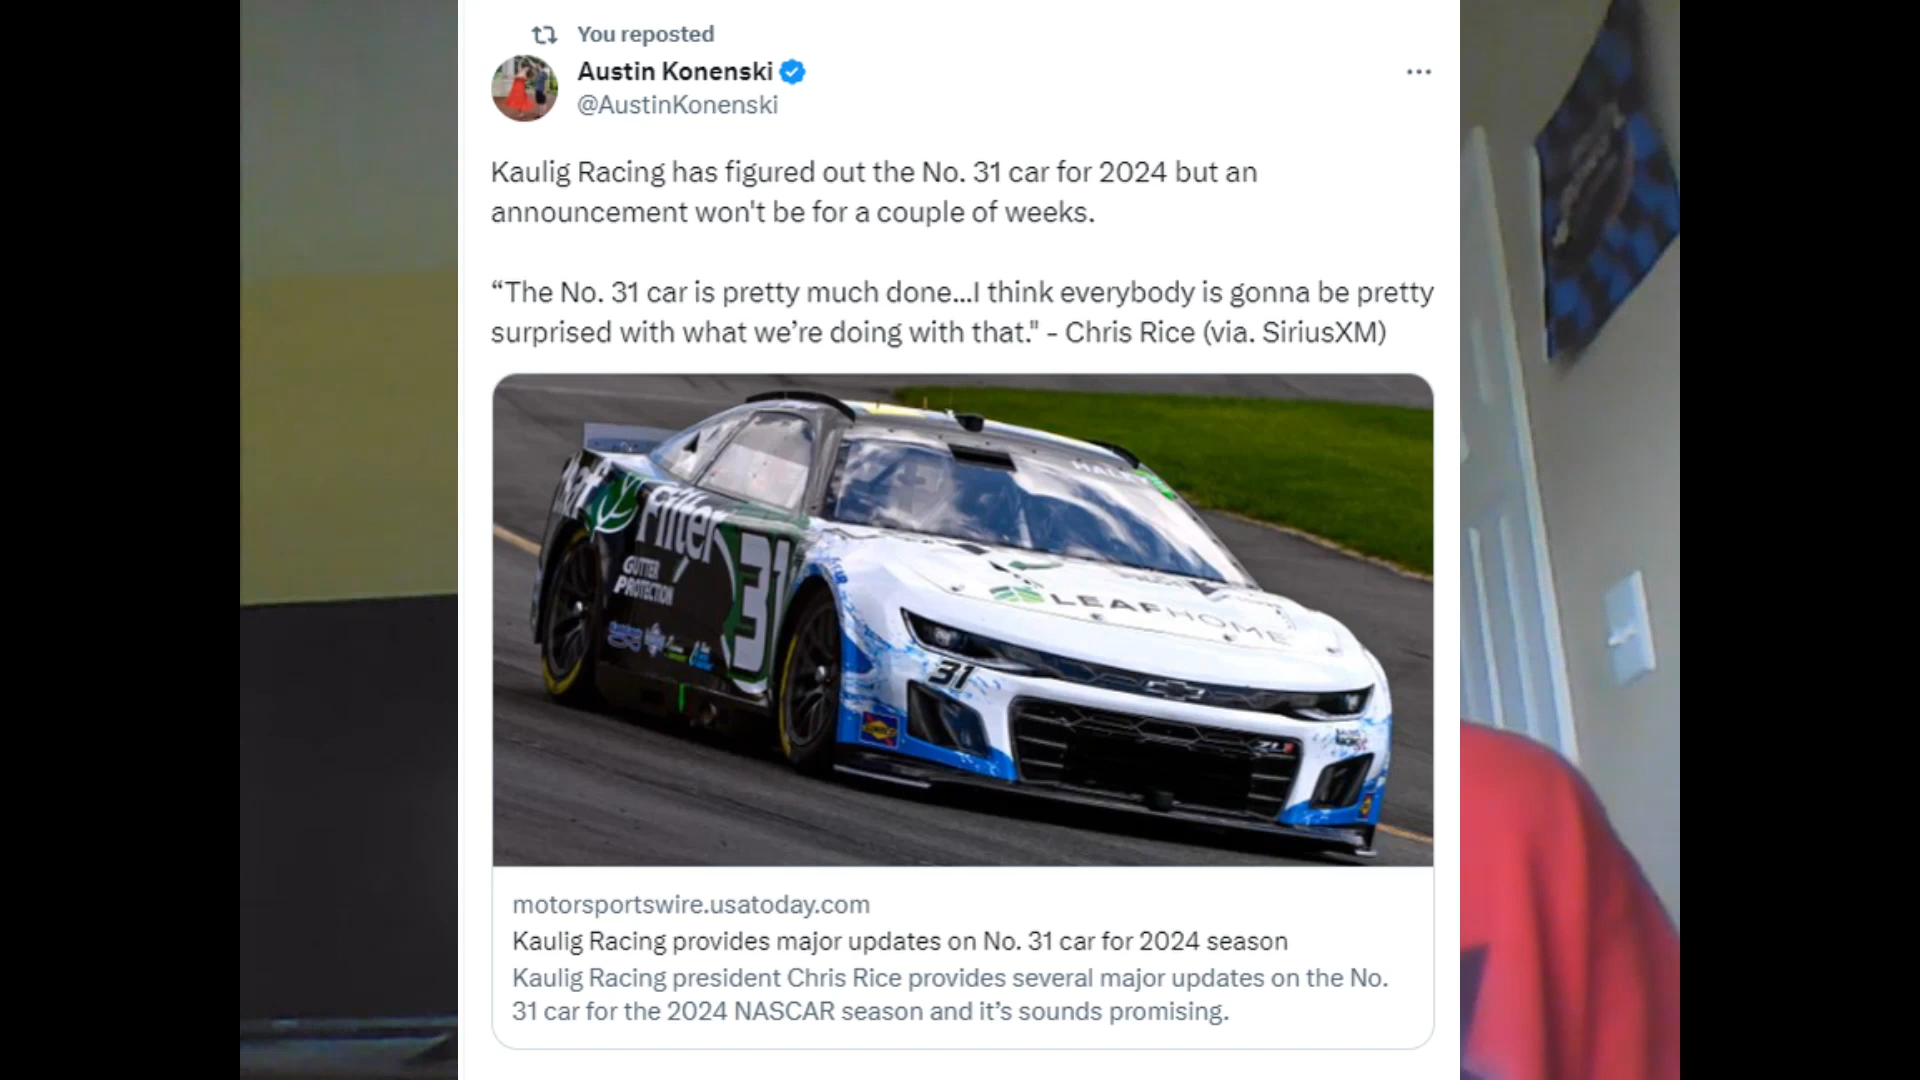 You reposted
Austin Konenski
@AustinKonenski
Kaulig Racing has figured out the No. 31 car for 2024 but an
announcement won't be for a couple of weeks.
“The No. 31 car is pretty much done...I think everybody is gonna be pretty
surprised with what we’re doing with that." - Chris Rice (via. SiriusXM)
Filter
GUTTER
PROTECTION
31
LEAFHOME
31
SUNOCO
ZL1
motorsportswire.usatoday.com
Kaulig Racing provides major updates on No. 31 car for 2024 season
Kaulig Racing president Chris Rice provides several major updates on the No.
31 car for the 2024 NASCAR season and it’s sounds promising.